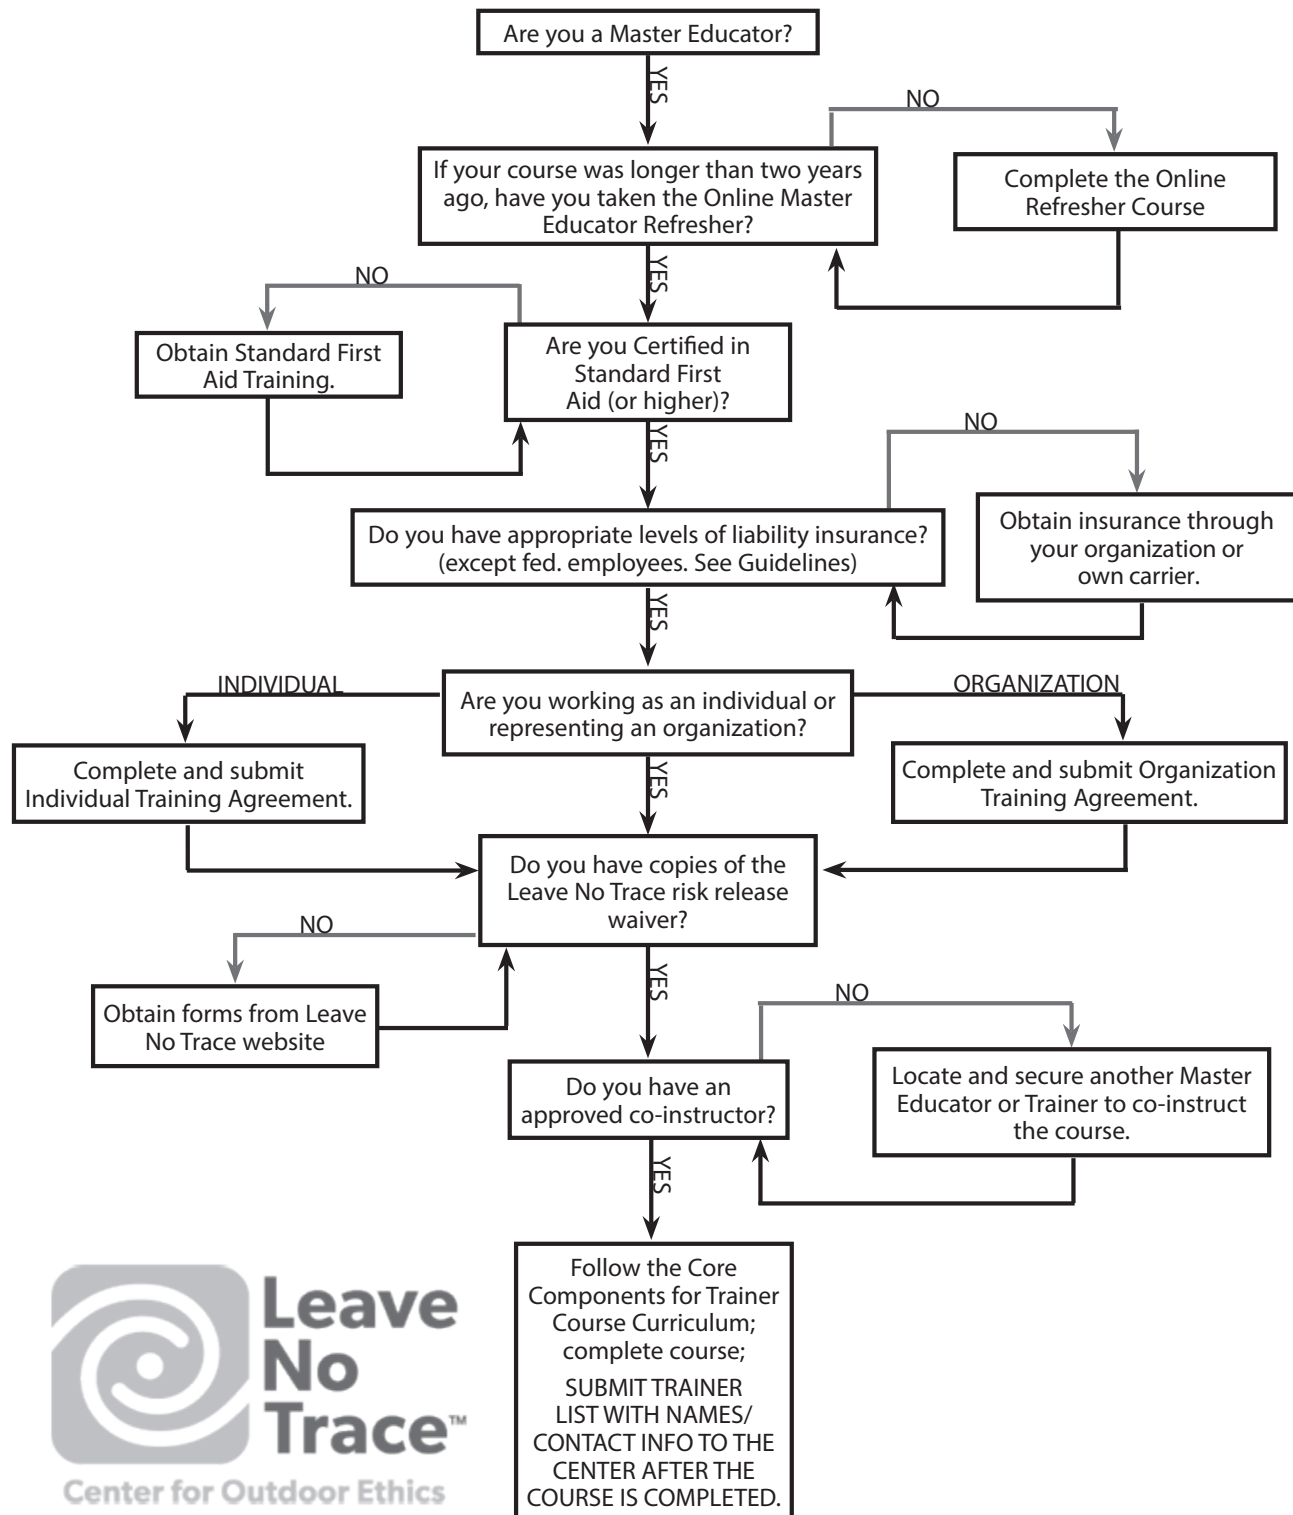 Are you a Master Educator?
YES
NO
If your course was longer than two years
ago, have you taken the Online Master
Educator Refresher?
Complete the Online
Refresher Course
YES
NO
Obtain Standard First
Aid Training.
Are you Certified in
Standard First
Aid (or higher)?
YES
NO
Do you have appropriate levels of liability insurance?
(except fed. employees. See Guidelines)
Obtain insurance through
your organization or
own carrier.
YES
INDIVIDUAL
Are you working as an individual or
representing an organization?
ORGANIZATION
Complete and submit
Individual Training Agreement.
YES
Complete and submit Organization
Training Agreement.
Do you have copies of the
Leave No Trace risk release
waiver?
NO
Obtain forms from Leave
No Trace website
YES
NO
Do you have an
approved co-instructor?
Locate and secure another Master
Educator or Trainer to co-instruct
the course.
YES
Follow the Core
Components for Trainer
Course Curriculum;
complete course;
SUBMIT TRAINER
LIST WITH NAMES/
CONTACT INFO TO THE
CENTER AFTER THE
COURSE IS COMPLETED.
Leave
No
Trace™
Center for Outdoor Ethics